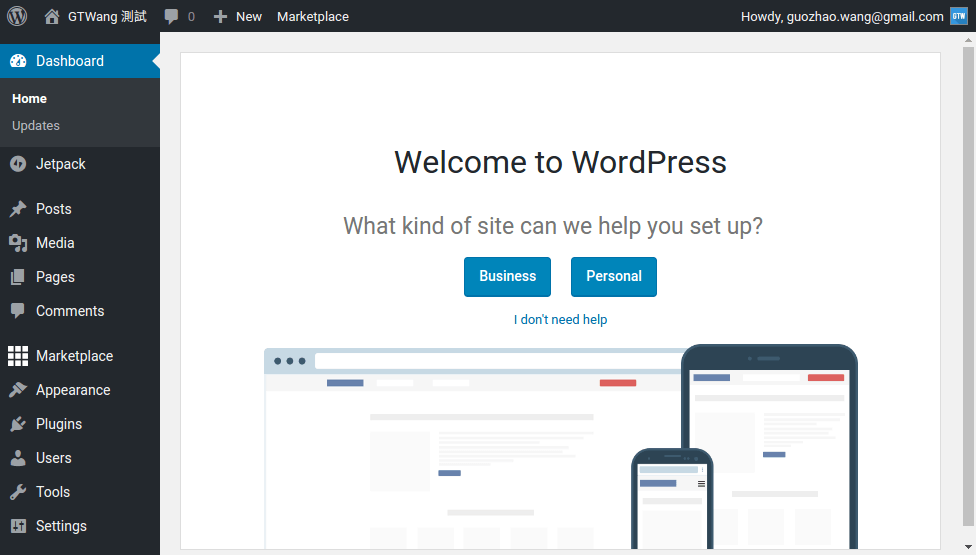 GTWang 測試
0
New
Marketplace
Howdy, guozhao.wang@gmail.com
GTW
Dashboard
Home
Updates
Jetpack
Posts
Media
Pages
Comments
Marketplace
Appearance
Plugins
Users
Tools
Settings
Welcome to WordPress
What kind of site can we help you set up?
Business
Personal
I don't need help